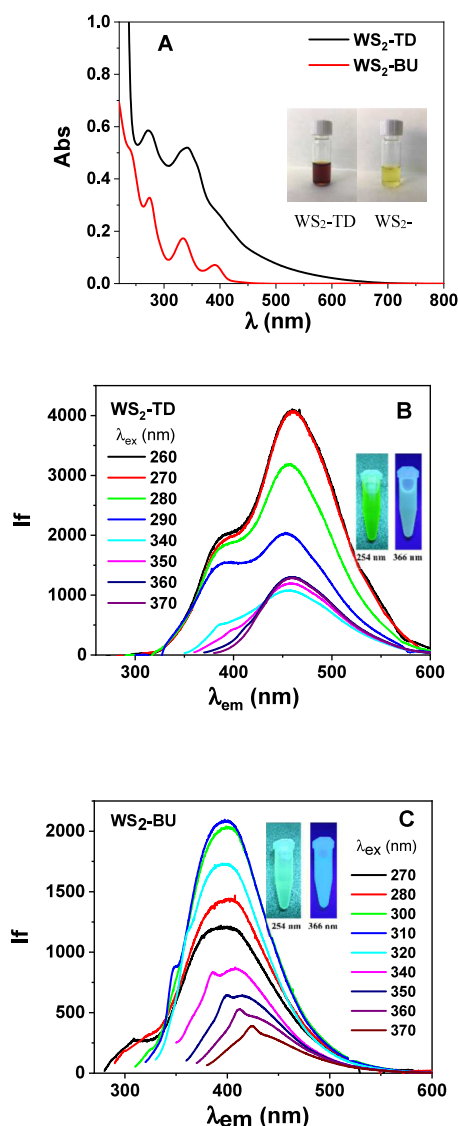 A
WS₂-TD
WS₂-BU
1.0
0.8
0.6
0.4
0.2
0.0
Abs
WS₂-TD WS₂-
300 400 500 600 700 800
λ (nm)
B
WS₂-TD
λex (nm)
260
270
280
290
340
350
360
370
4000
3000
2000
1000
0
If
254 nm 366 nm
300 400 500 600
λem (nm)
C
WS₂-BU
λex (nm)
270
280
300
310
320
340
350
360
370
2000
1500
1000
500
0
If
254 nm 366 nm
300 400 500 600
λem (nm)